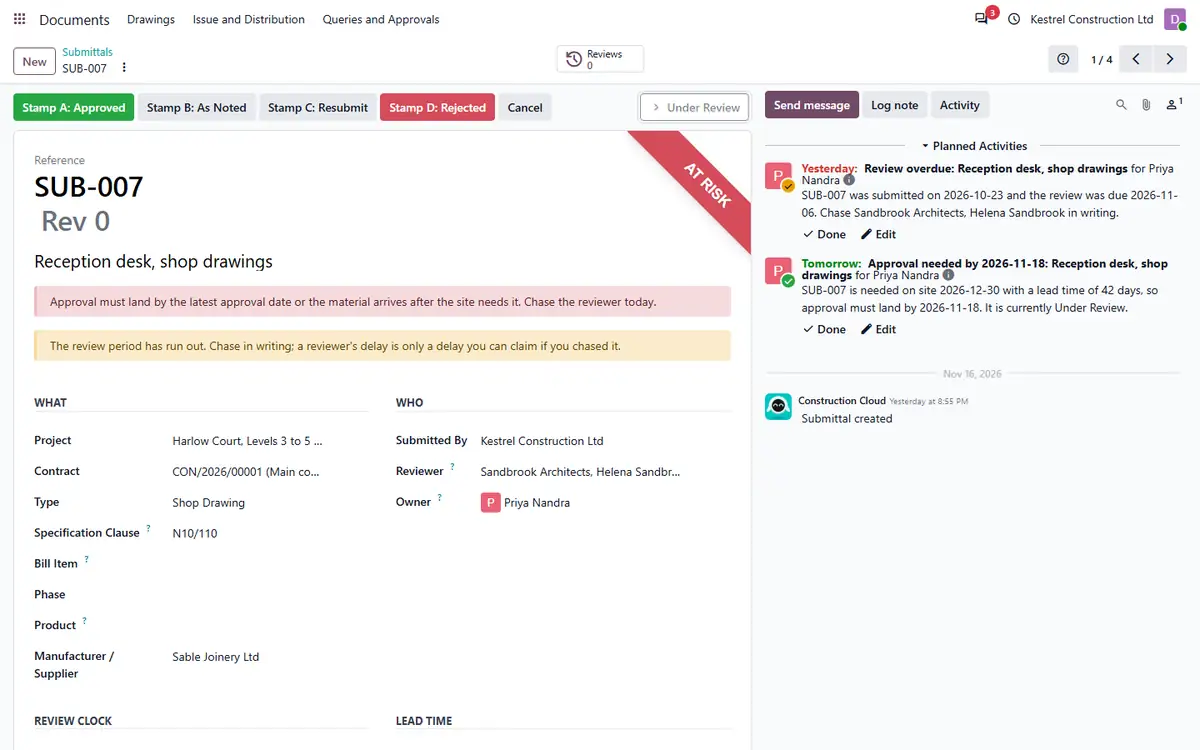 Documents Drawings Issue and Distribution Queries and Approvals 3 Kestrel Construction Ltd D
New
Submittals
SUB-007
Reviews
0
1 / 4
Stamp A: Approved Stamp B: As Noted Stamp C: Resubmit Stamp D: Rejected Cancel Under Review
Reference
SUB-007
Rev 0
Reception desk, shop drawings
AT RISK
Approval must land by the latest approval date or the material arrives after the site needs it. Chase the reviewer today.
The review period has run out. Chase in writing: a reviewer's delay is only a delay you can claim if you chased it.
WHAT
Project Harlow Court, Levels 3 to 5 ...
Contract CON/2026/00001 (Main co...
Type Shop Drawing
Specification Clause ? N10/110
Bill Item ?
Phase
Product ?
Manufacturer /
Supplier
Sable Joinery Ltd
WHO
Submitted By Kestrel Construction Ltd
Reviewer ? Sandbrook Architects, Helena Sandbr...
Owner ? P Priya Nandra
REVIEW CLOCK
LEAD TIME
Send message Log note Activity 1
Planned Activities
P
Yesterday: Review overdue: Reception desk, shop drawings for Priya
Nandra
SUB-007 was submitted on 2026-10-23 and the review was due 2026-11-
06. Chase Sandbrook Architects, Helena Sandbrook in writing.
Done Edit
P
Tomorrow: Approval needed by 2026-11-18: Reception desk, shop
drawings for Priya Nandra
SUB-007 is needed on site 2026-12-30 with a lead time of 42 days, so
approval must land by 2026-11-18. It is currently Under Review.
Done Edit
Nov 16, 2026
Construction Cloud Yesterday at 8:55 PM
Submittal created